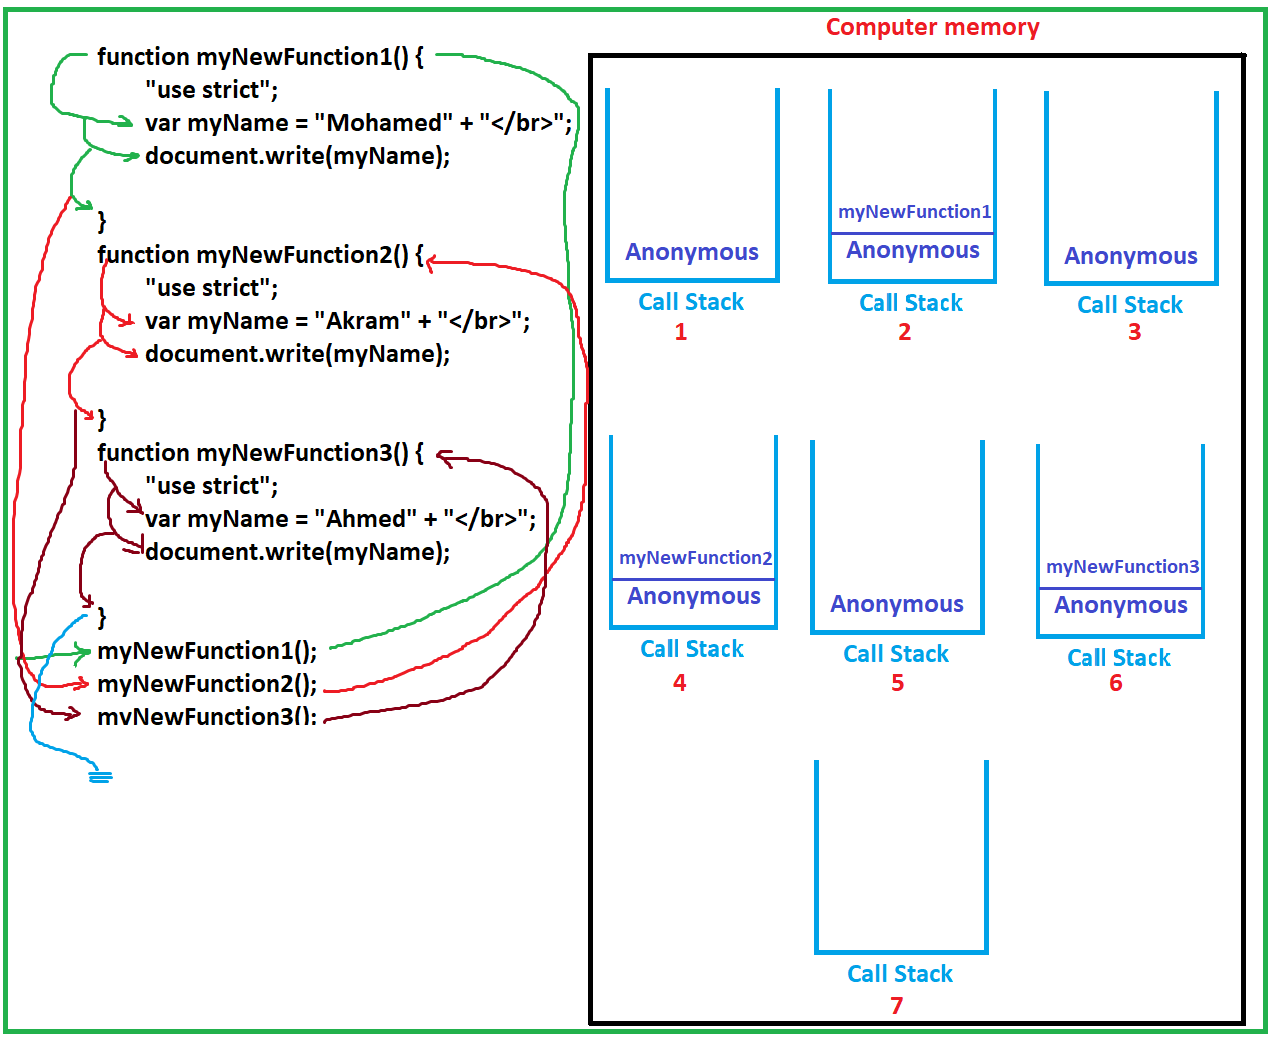 function myNewFunction1() {
"use strict";
var myName = "Mohamed" + "</br>";
document.write(myName);
}
function myNewFunction2() {
"use strict";
var myName = "Akram" + "</br>";
document.write(myName);
}
function myNewFunction3() {
"use strict";
var myName = "Ahmed" + "</br>";
document.write(myName);
}
myNewFunction1();
myNewFunction2();
myNewFunction3();
Computer memory
Anonymous
Call Stack
1
myNewFunction1
Anonymous
Call Stack
2
Anonymous
Call Stack
3
myNewFunction2
Anonymous
Call Stack
4
Anonymous
Call Stack
5
myNewFunction3
Anonymous
Call Stack
6
Call Stack
7